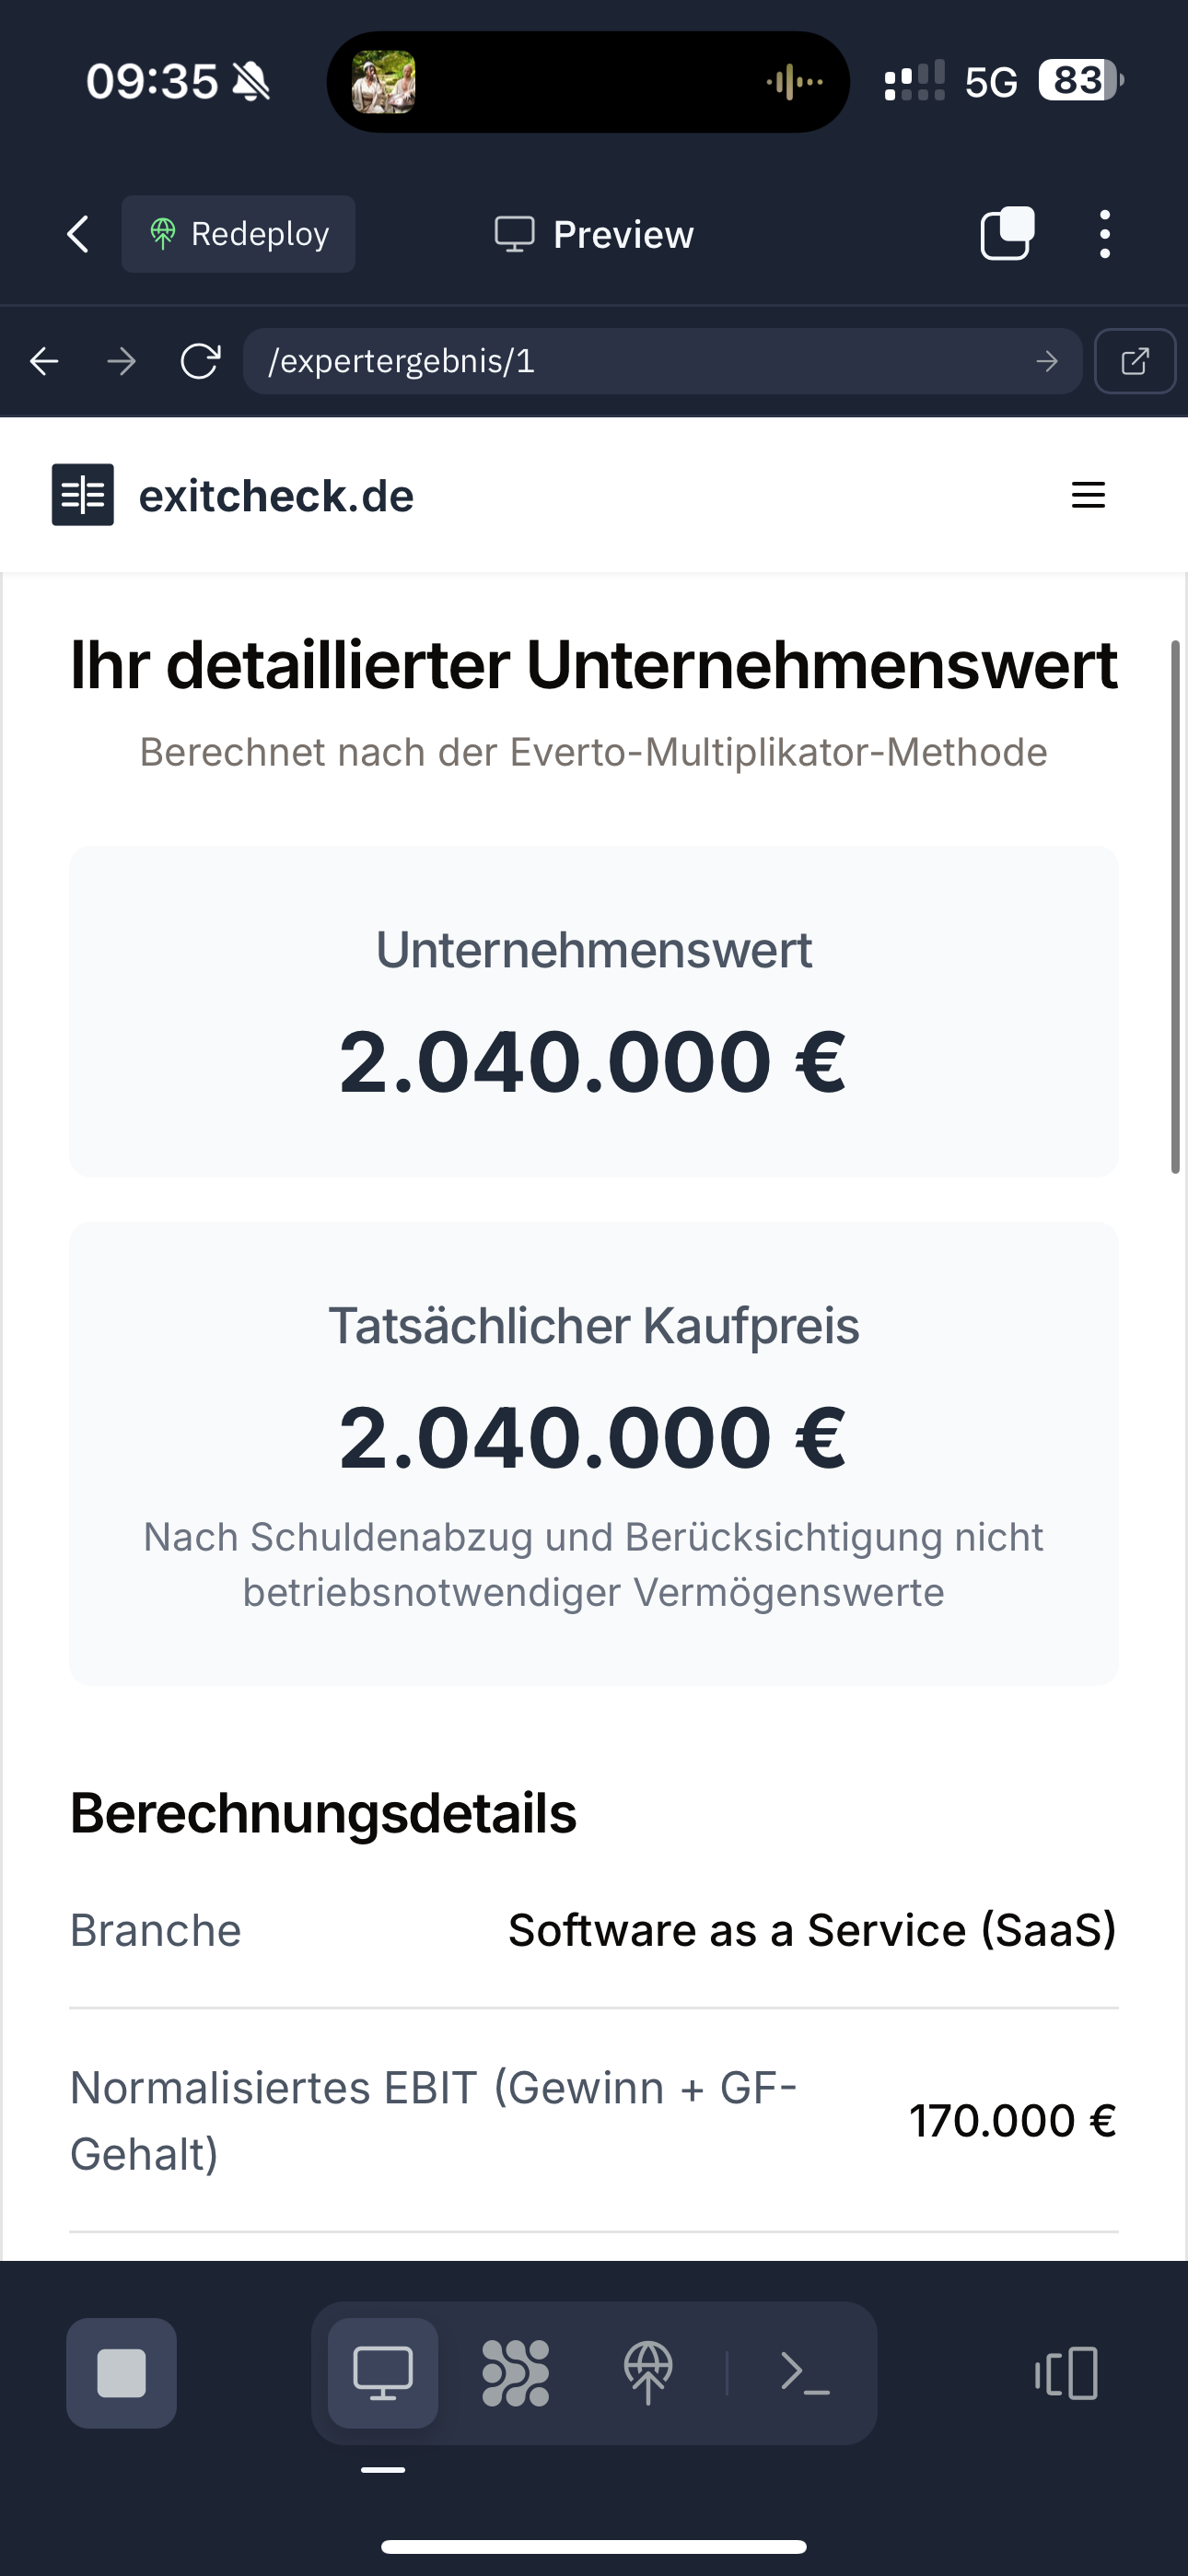 09:35
5G
83
Redeploy
Preview
/expertergebnis/1
exitcheck.de
Ihr detaillierter Unternehmenswert
Berechnet nach der Everto-Multiplikator-Methode
Unternehmenswert
2.040.000 €
Tatsächlicher Kaufpreis
2.040.000 €
Nach Schuldenabzug und Berücksichtigung nicht
betriebsnotwendiger Vermögenswerte
Berechnungsdetails
Branche
Software as a Service (SaaS)
Normalisiertes EBIT (Gewinn + GF-
Gehalt)
170.000 €